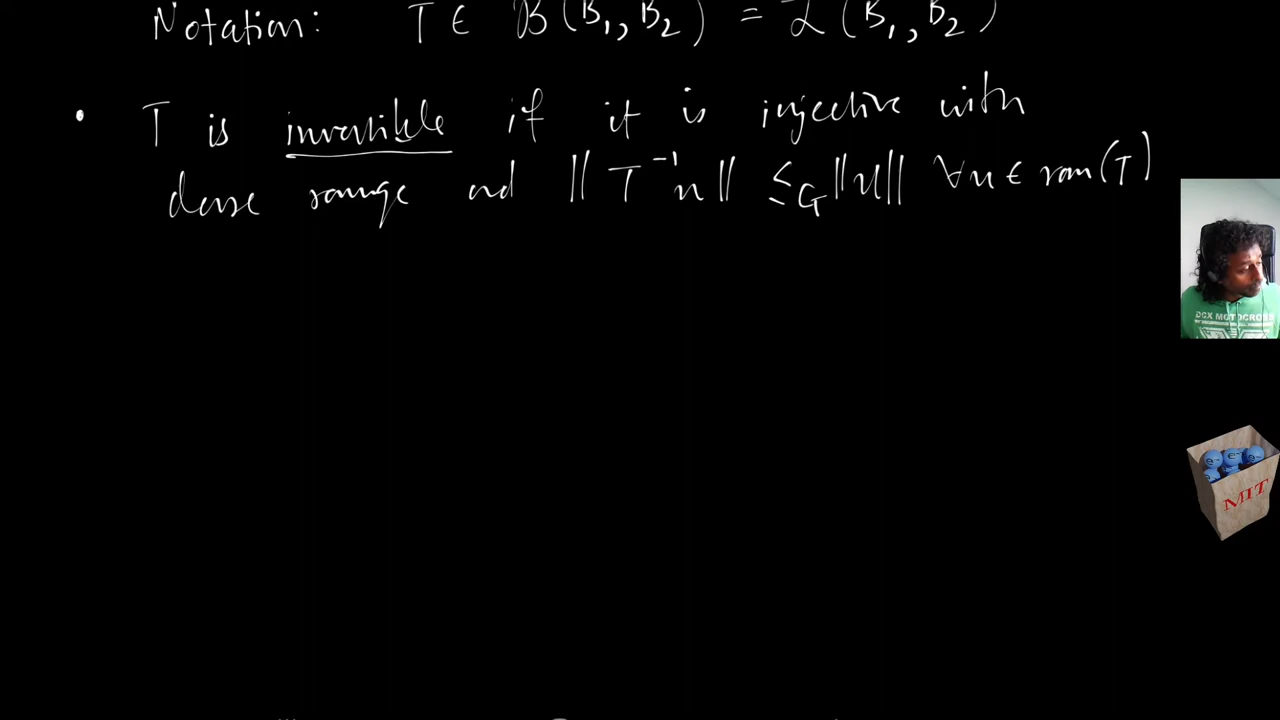 Notation: T ∈ B(B₁, B₂) = L(B₁, B₂)
• T is invertible if it is injective with
dense range and ‖T⁻¹u‖ ≤ G‖u‖ ∀u ∈ ran(T)
DGX MOTOCROSS
e⁻ e⁻ e⁻
MIT